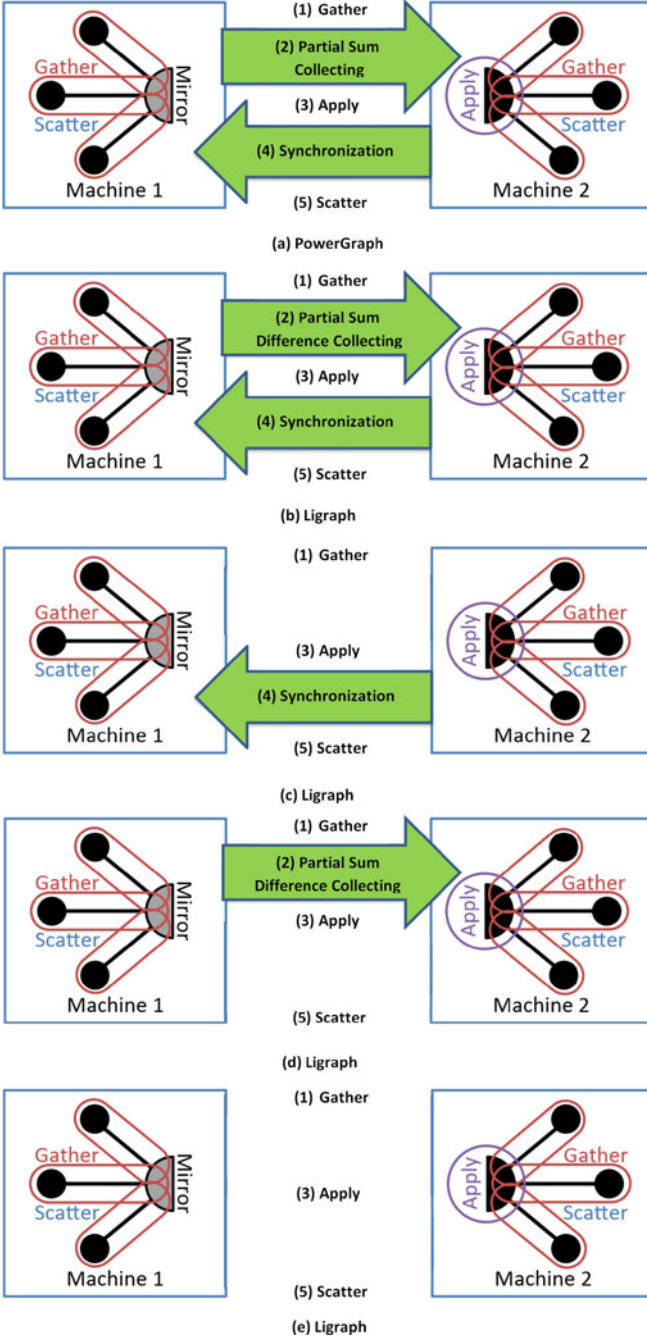 (1) Gather
(2) Partial Sum
Collecting
(3) Apply
(4) Synchronization
(5) Scatter
Gather
Scatter
Mirror
Machine 1
Apply
Gather
Scatter
Machine 2
(a) PowerGraph
(1) Gather
(2) Partial Sum
Difference Collecting
(3) Apply
(4) Synchronization
(5) Scatter
Gather
Scatter
Mirror
Machine 1
Apply
Gather
Scatter
Machine 2
(b) Ligraph
(1) Gather
(3) Apply
(4) Synchronization
(5) Scatter
Gather
Scatter
Mirror
Machine 1
Apply
Gather
Scatter
Machine 2
(c) Ligraph
(1) Gather
(2) Partial Sum
Difference Collecting
(3) Apply
(5) Scatter
Gather
Scatter
Mirror
Machine 1
Apply
Gather
Scatter
Machine 2
(d) Ligraph
(1) Gather
(3) Apply
(5) Scatter
Gather
Scatter
Mirror
Machine 1
Apply
Gather
Scatter
Machine 2
(e) Ligraph